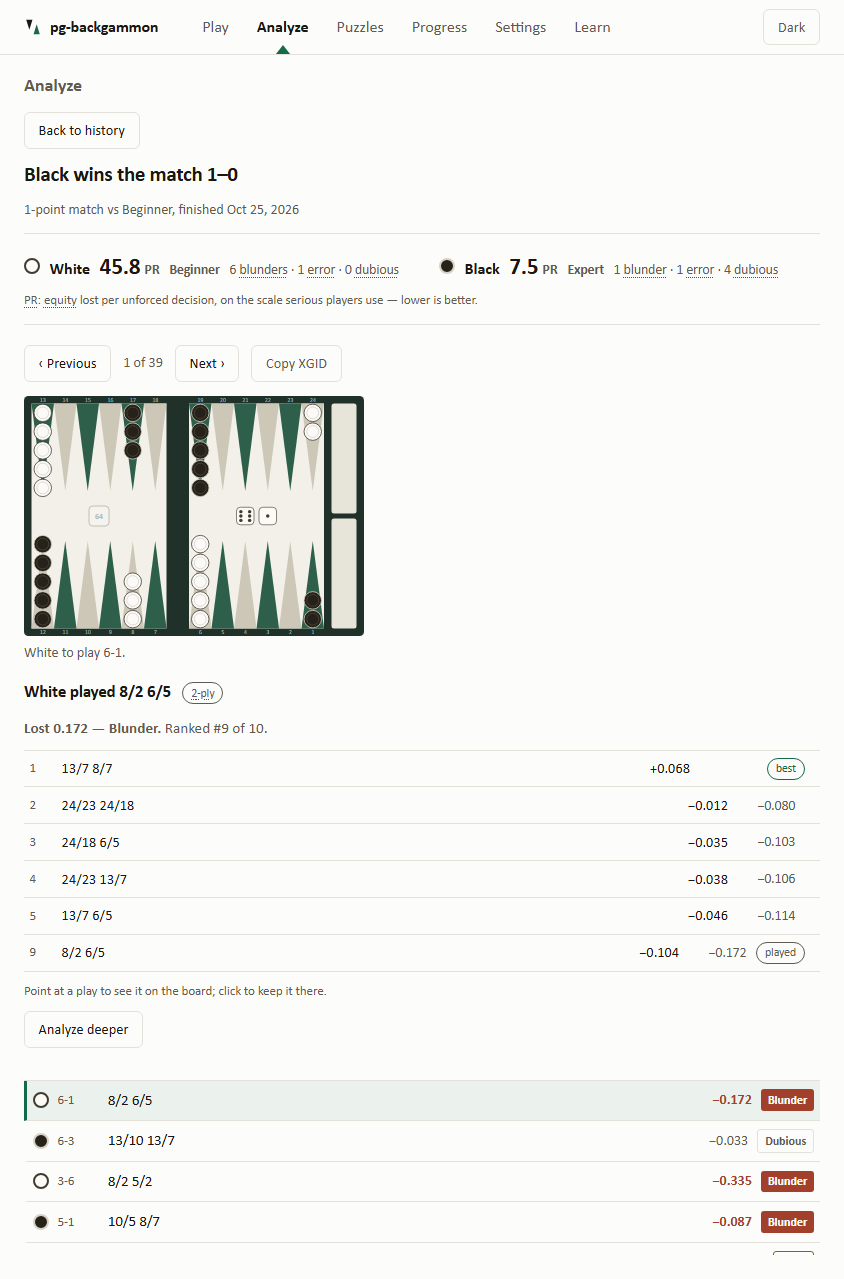 pg-backgammon Play Analyze Puzzles Progress Settings Learn Dark
Analyze
Back to history
Black wins the match 1–0
1-point match vs Beginner, finished Oct 25, 2026
White 45.8 PR Beginner 6 blunders · 1 error · 0 dubious Black 7.5 PR Expert 1 blunder · 1 error · 4 dubious
PR: equity lost per unforced decision, on the scale serious players use — lower is better.
‹ Previous 1 of 39 Next › Copy XGID
13 14 15 16 17 18 19 20 21 22 23 24
64
12 11 10 9 8 7 6 5 4 3 2 1
White to play 6-1.
White played 8/2 6/5 2-ply
Lost 0.172 — Blunder. Ranked #9 of 10.
1 13/7 8/7 +0.068 best
2 24/23 24/18 −0.012 −0.080
3 24/18 6/5 −0.035 −0.103
4 24/23 13/7 −0.038 −0.106
5 13/7 6/5 −0.046 −0.114
9 8/2 6/5 −0.104 −0.172 played
Point at a play to see it on the board; click to keep it there.
Analyze deeper
6-1 8/2 6/5 −0.172 Blunder
6-3 13/10 13/7 −0.033 Dubious
3-6 8/2 5/2 −0.335 Blunder
5-1 10/5 8/7 −0.087 Blunder